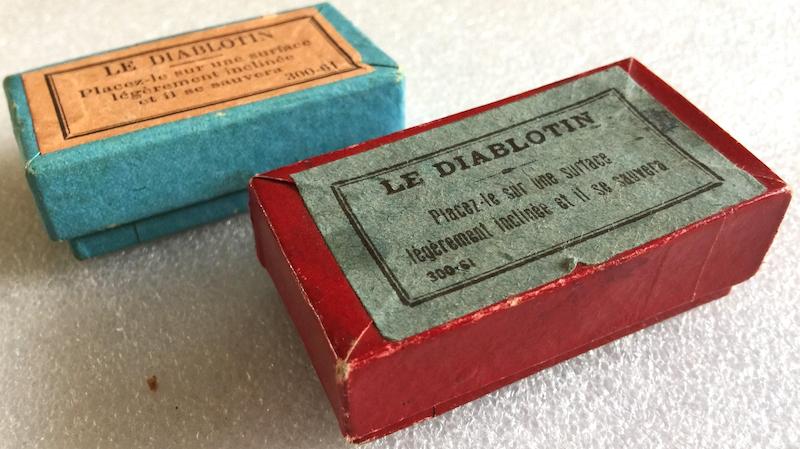 LE DIABLOTIN
Placez-le sur une surface
légèrement inclinée
et il se sauvera
300-61
LE DIABLOTIN
Placez-le sur une surface
légèrement inclinée et il se sauvera
300-61